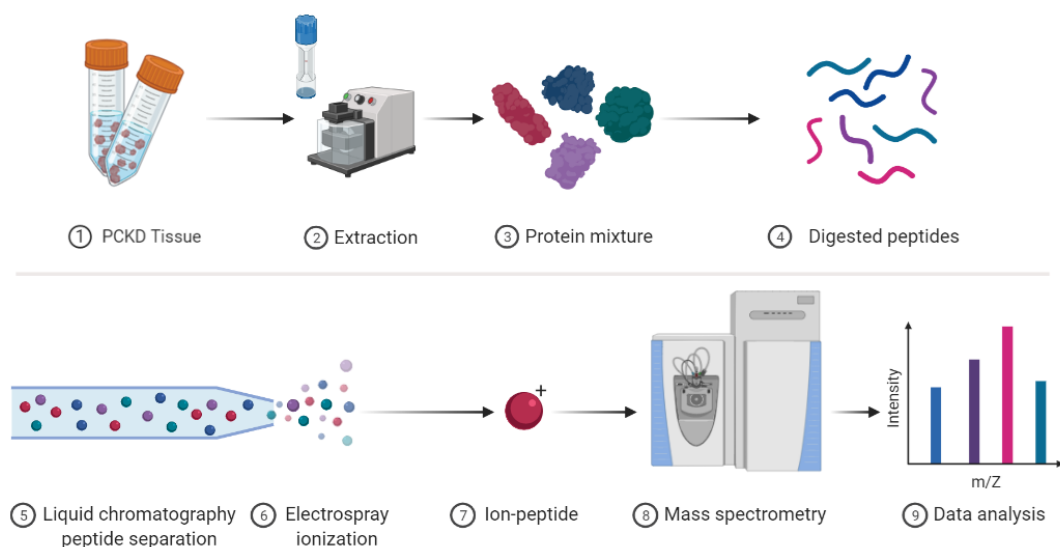 ① PCKD Tissue
② Extraction
③ Protein mixture
④ Digested peptides
+
Intensity
m/Z
⑤ Liquid chromatography
peptide separation
⑥ Electrospray
ionization
⑦ Ion-peptide
⑧ Mass spectrometry
⑨ Data analysis